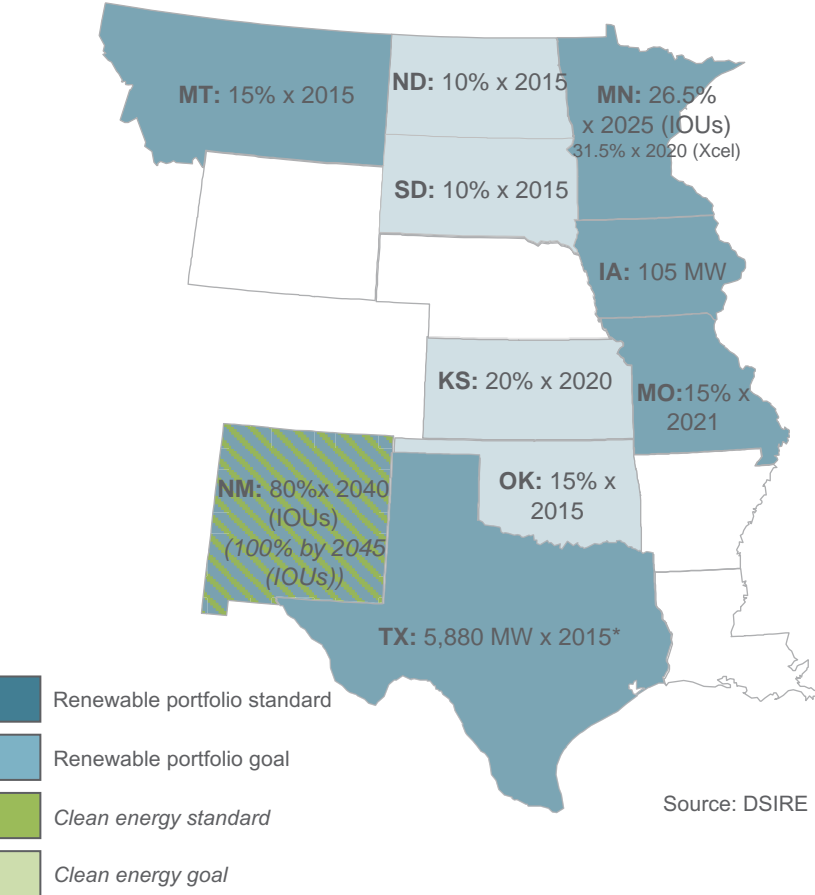 MT: 15% x 2015
ND: 10% x 2015
MN: 26.5%
x 2025 (IOUs)
31.5% x 2020 (Xcel)
SD: 10% x 2015
IA: 105 MW
KS: 20% x 2020
MO:15% x
2021
NM: 80%x 2040
(IOUs)
(100% by 2045
(IOUs))
OK: 15% x
2015
TX: 5,880 MW x 2015*
Renewable portfolio standard
Renewable portfolio goal
Clean energy standard
Clean energy goal
Source: DSIRE